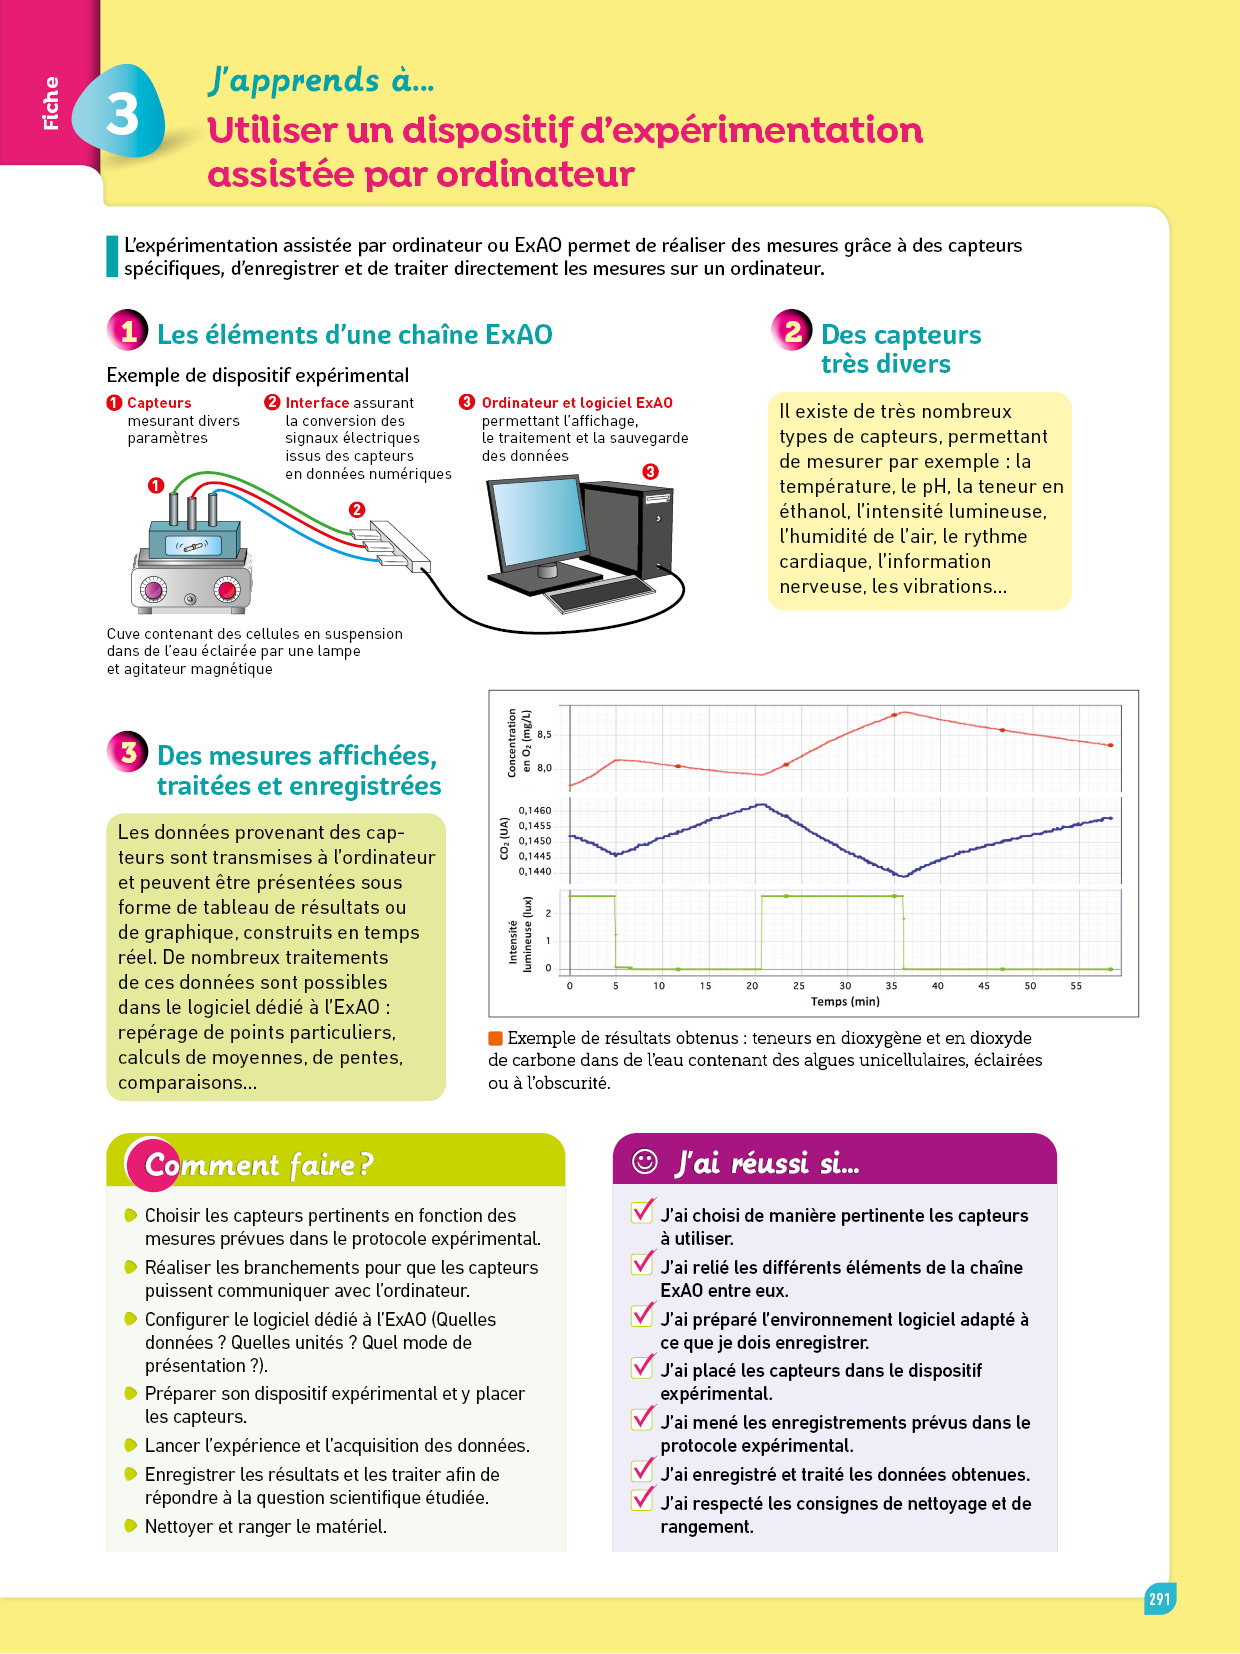 Fiche
3
J'apprends à...
Utiliser un dispositif d'expérimentation
assistée par ordinateur
L'expérimentation assistée par ordinateur ou ExAO permet de réaliser des mesures grâce à des capteurs
spécifiques, d'enregistrer et de traiter directement les mesures sur un ordinateur.
1 Les éléments d'une chaîne ExAO
Exemple de dispositif expérimental
1 Capteurs
mesurant divers
paramètres
2 Interface assurant
la conversion des
signaux électriques
issus des capteurs
en données numériques
3 Ordinateur et logiciel ExAO
permettant l'affichage,
le traitement et la sauvegarde
des données
1
2
3
Cuve contenant des cellules en suspension
dans de l'eau éclairée par une lampe
et agitateur magnétique
2 Des capteurs
très divers
Il existe de très nombreux
types de capteurs, permettant
de mesurer par exemple : la
température, le pH, la teneur en
éthanol, l'intensité lumineuse,
l'humidité de l'air, le rythme
cardiaque, l'information
nerveuse, les vibrations...
3 Des mesures affichées,
traitées et enregistrées
Les données provenant des cap-
teurs sont transmises à l'ordinateur
et peuvent être présentées sous
forme de tableau de résultats ou
de graphique, construits en temps
réel. De nombreux traitements
de ces données sont possibles
dans le logiciel dédié à l'ExAO :
repérage de points particuliers,
calculs de moyennes, de pentes,
comparaisons...
Concentration
en O₂ (mg/L)
8,5
8,0
CO₂ (UA)
0,1460
0,1455
0,1450
0,1445
0,1440
Intensité
lumineuse (lux)
2
1
0
0 5 10 15 20 25 30 35 40 45 50 55
Temps (min)
Exemple de résultats obtenus : teneurs en dioxygène et en dioxyde
de carbone dans de l'eau contenant des algues unicellulaires, éclairées
ou à l'obscurité.
Comment faire ?
Choisir les capteurs pertinents en fonction des
mesures prévues dans le protocole expérimental.
Réaliser les branchements pour que les capteurs
puissent communiquer avec l'ordinateur.
Configurer le logiciel dédié à l'ExAO (Quelles
données ? Quelles unités ? Quel mode de
présentation ?).
Préparer son dispositif expérimental et y placer
les capteurs.
Lancer l'expérience et l'acquisition des données.
Enregistrer les résultats et les traiter afin de
répondre à la question scientifique étudiée.
Nettoyer et ranger le matériel.
J'ai réussi si...
J'ai choisi de manière pertinente les capteurs
à utiliser.
J'ai relié les différents éléments de la chaîne
ExAO entre eux.
J'ai préparé l'environnement logiciel adapté à
ce que je dois enregistrer.
J'ai placé les capteurs dans le dispositif
expérimental.
J'ai mené les enregistrements prévus dans le
protocole expérimental.
J'ai enregistré et traité les données obtenues.
J'ai respecté les consignes de nettoyage et de
rangement.
291